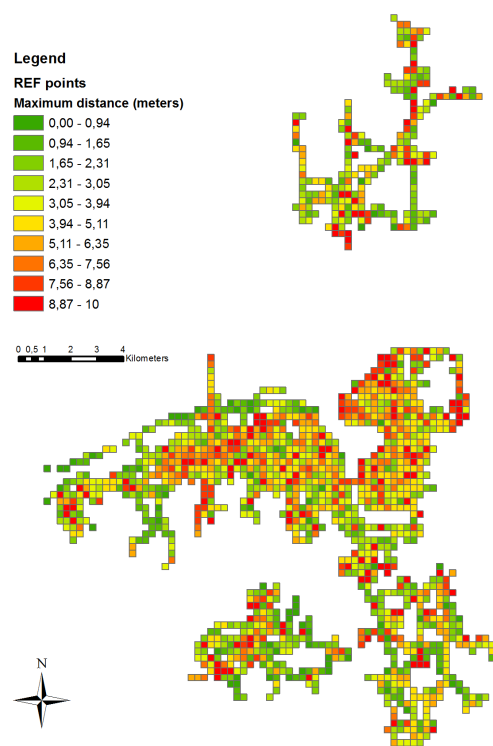 Legend
REF points
Maximum distance (meters)
0,00 - 0,94
0,94 - 1,65
1,65 - 2,31
2,31 - 3,05
3,05 - 3,94
3,94 - 5,11
5,11 - 6,35
6,35 - 7,56
7,56 - 8,87
8,87 - 10
0 0,5 1 2 3 4
Kilometers
N